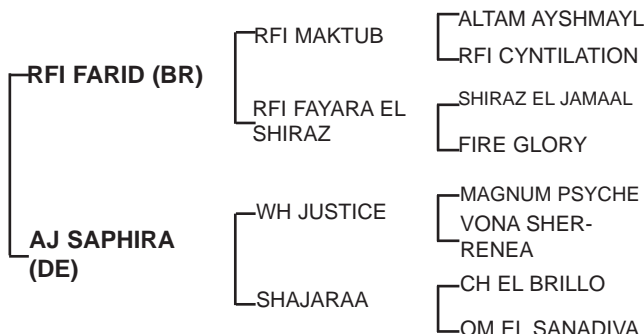 RFI FARID (BR)
AJ SAPHIRA
(DE)
RFI MAKTUB
RFI FAYARA EL
SHIRAZ
WH JUSTICE
SHAJARAA
ALTAM AYSHMAYL
RFI CYNTILATION
SHIRAZ EL JAMAAL
FIRE GLORY
MAGNUM PSYCHE
VONA SHER-
RENEA
CH EL BRILLO
OM EL SANADIVA